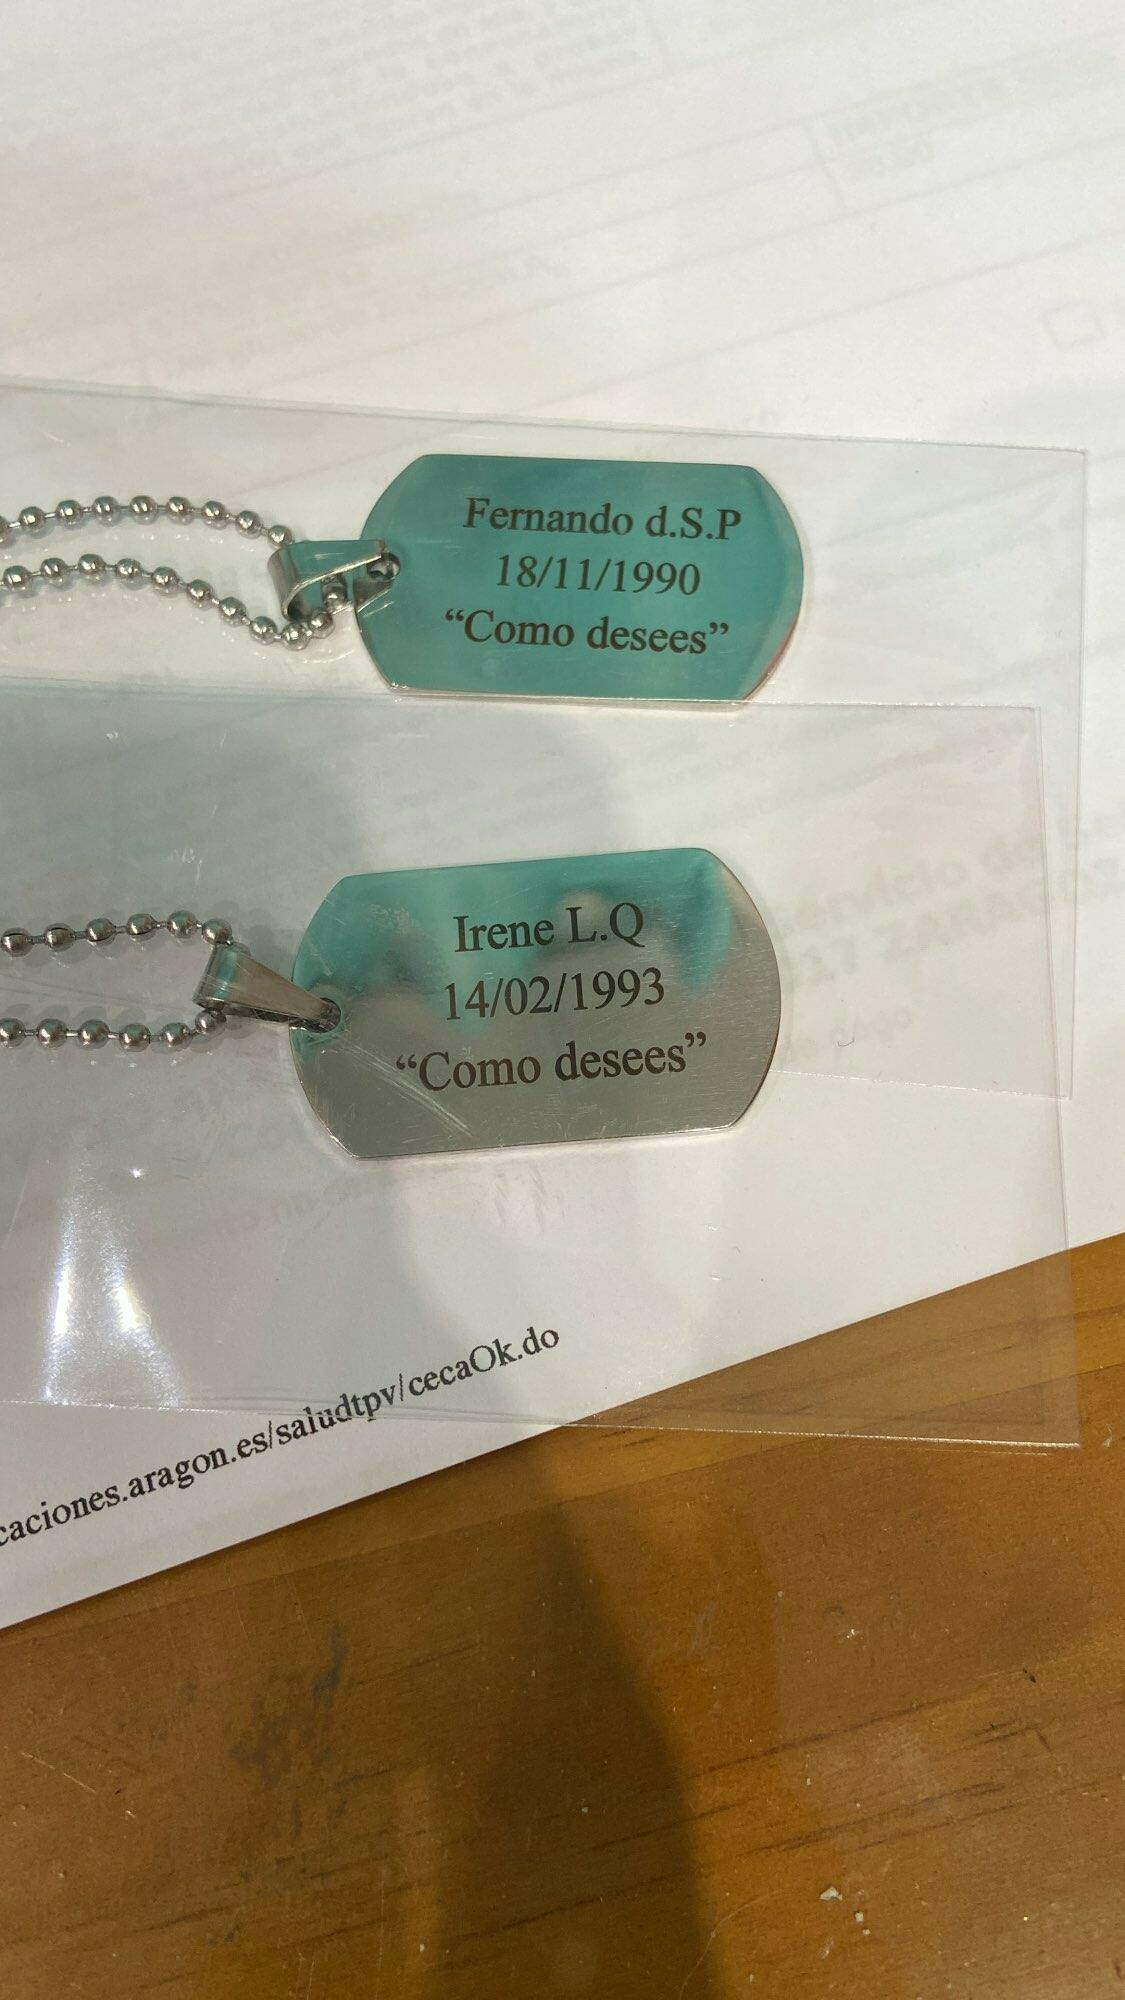 Fernando d.S.P
18/11/1990
“Como desees”
Irene L.Q
14/02/1993
“Como desees”
caciones.aragon.es/saludtpv/cecaOk.do